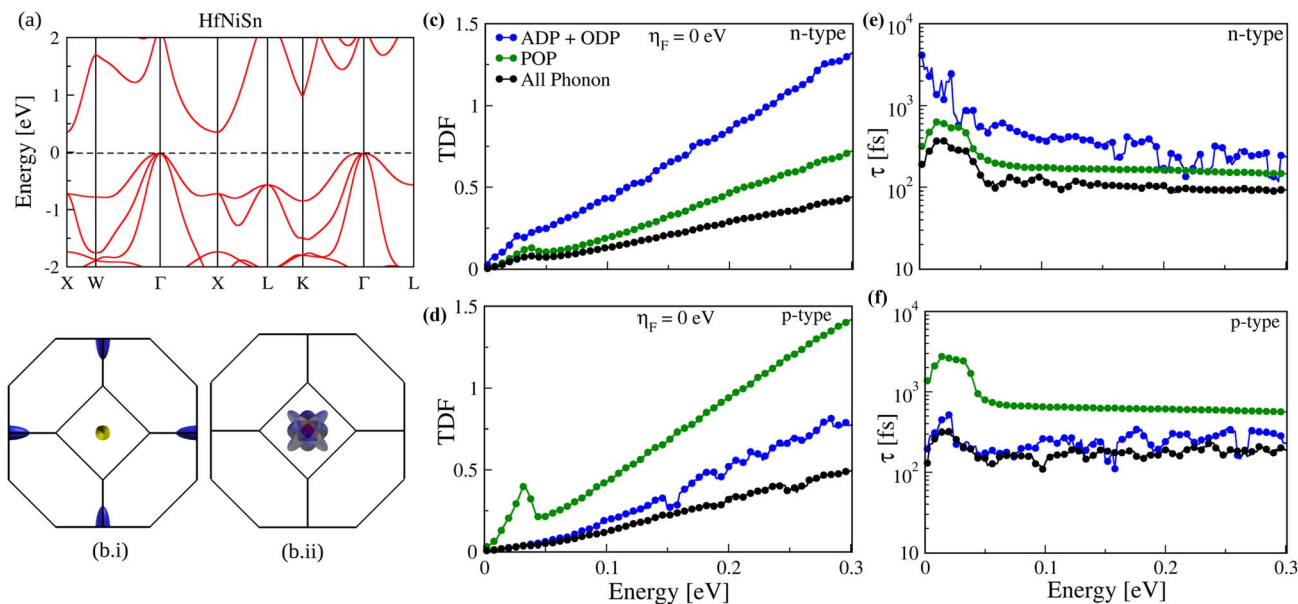 (a)
HfNiSn
Energy [eV]
2
1
0
-1
-2
X W Γ X L K Γ L
(b.i)
(b.ii)
(c)
ADP + ODP
POP
All Phonon
η_F = 0 eV
n-type
TDF
1.5
1
0.5
0
(d)
η_F = 0 eV
p-type
TDF
1.5
1
0.5
0
0 0.1 0.2 0.3
Energy [eV]
(e)
n-type
τ [fs]
10^4
10^3
10^2
10
(f)
p-type
τ [fs]
10^4
10^3
10^2
10
0 0.1 0.2 0.3
Energy [eV]